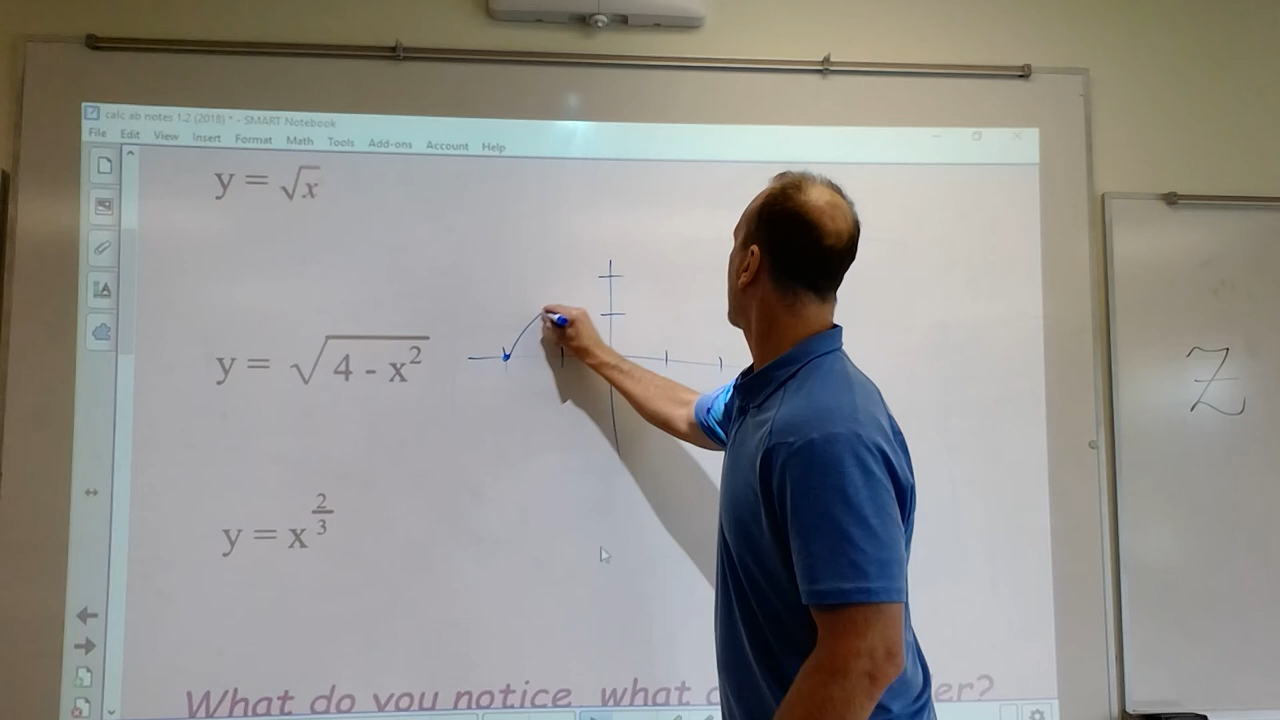 calc ab notes 1.2 (2018) * - SMART Notebook
File Edit View Insert Format Math Tools Add-ons Account Help
y = √x
y = √(4 - x²)
Z
y = x^(2/3)
What do you notice what